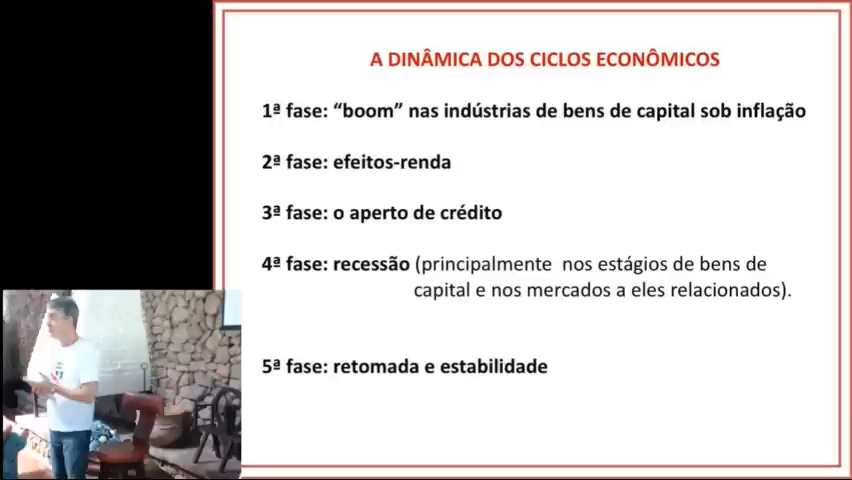 A DINÂMICA DOS CICLOS ECONÔMICOS
1ª fase: “boom” nas indústrias de bens de capital sob inflação
2ª fase: efeitos-renda
3ª fase: o aperto de crédito
4ª fase: recessão (principalmente nos estágios de bens de
capital e nos mercados a eles relacionados).
5ª fase: retomada e estabilidade